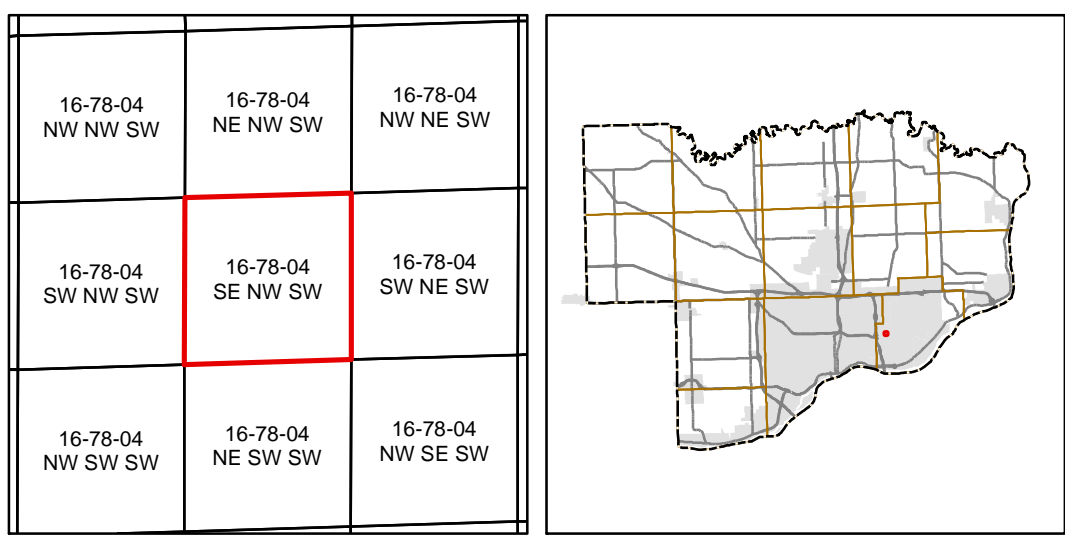 16-78-04
NW NW SW
16-78-04
NE NW SW
16-78-04
NW NE SW
16-78-04
SW NW SW
16-78-04
SE NW SW
16-78-04
SW NE SW
16-78-04
NW SW SW
16-78-04
NE SW SW
16-78-04
NW SE SW